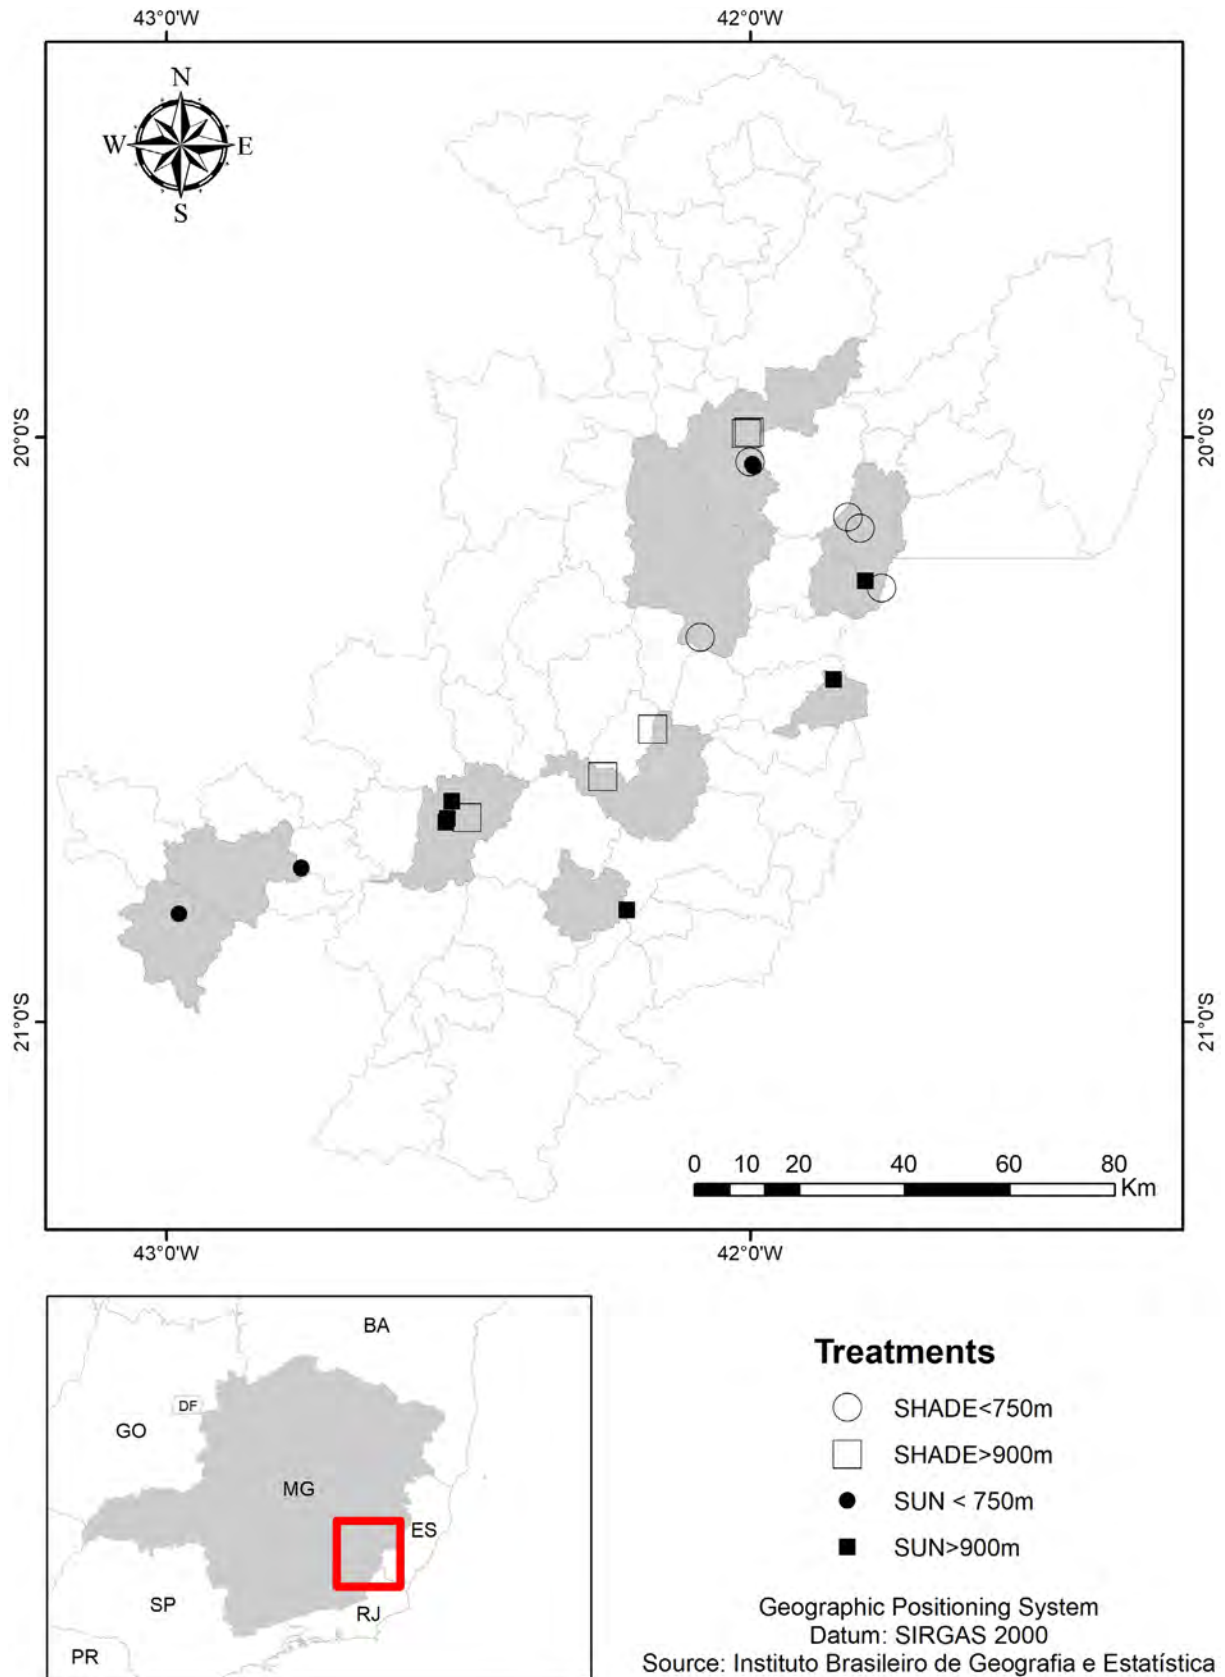 43°0'W 42°0'W
N
W E
S
20°0'S 20°0'S
21°0'S 21°0'S
0 10 20 40 60 80
Km
43°0'W 42°0'W
BA
DF
GO
MG
ES
SP
RJ
PR
Treatments
SHADE<750m
SHADE>900m
SUN < 750m
SUN>900m
Geographic Positioning System
Datum: SIRGAS 2000
Source: Instituto Brasileiro de Geografia e Estatística